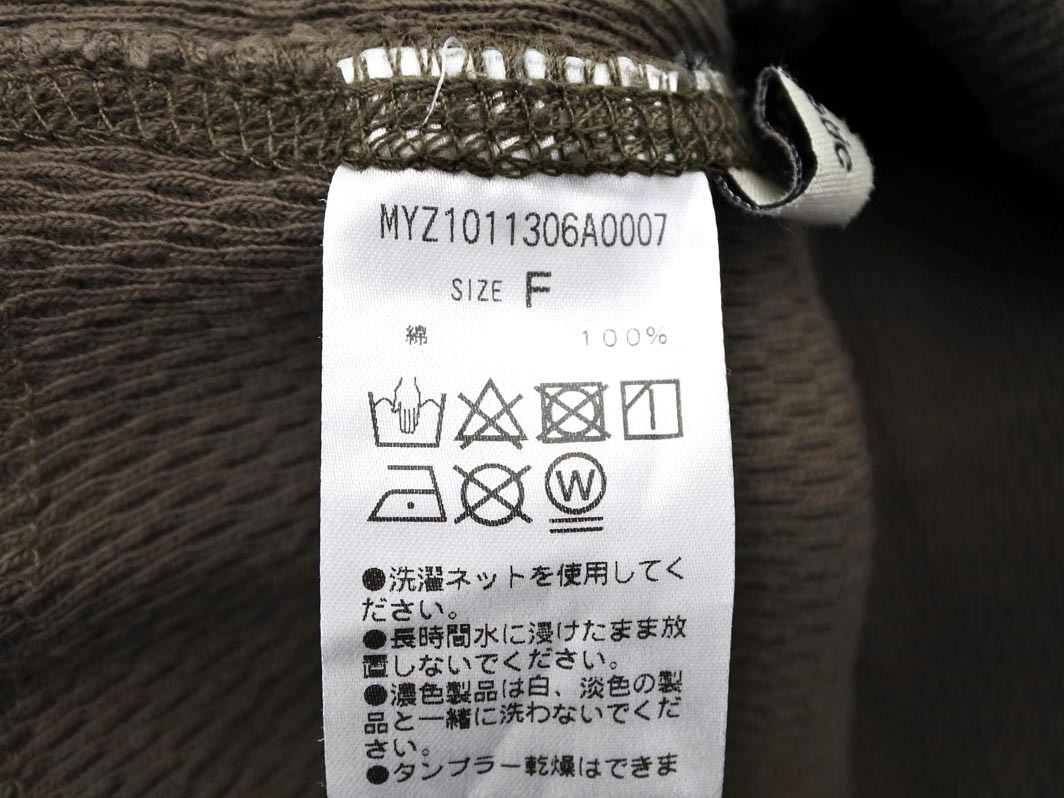 MYZ1011306A0007
SIZE F
綿 100%
W
●洗濯ネットを使用してく
ださい。
●長時間水に浸けたまま放
置しないでください。
●濃色製品は白、淡色の製
品と一緒に洗わないでくだ
さい。
●タンブラー乾燥はできま